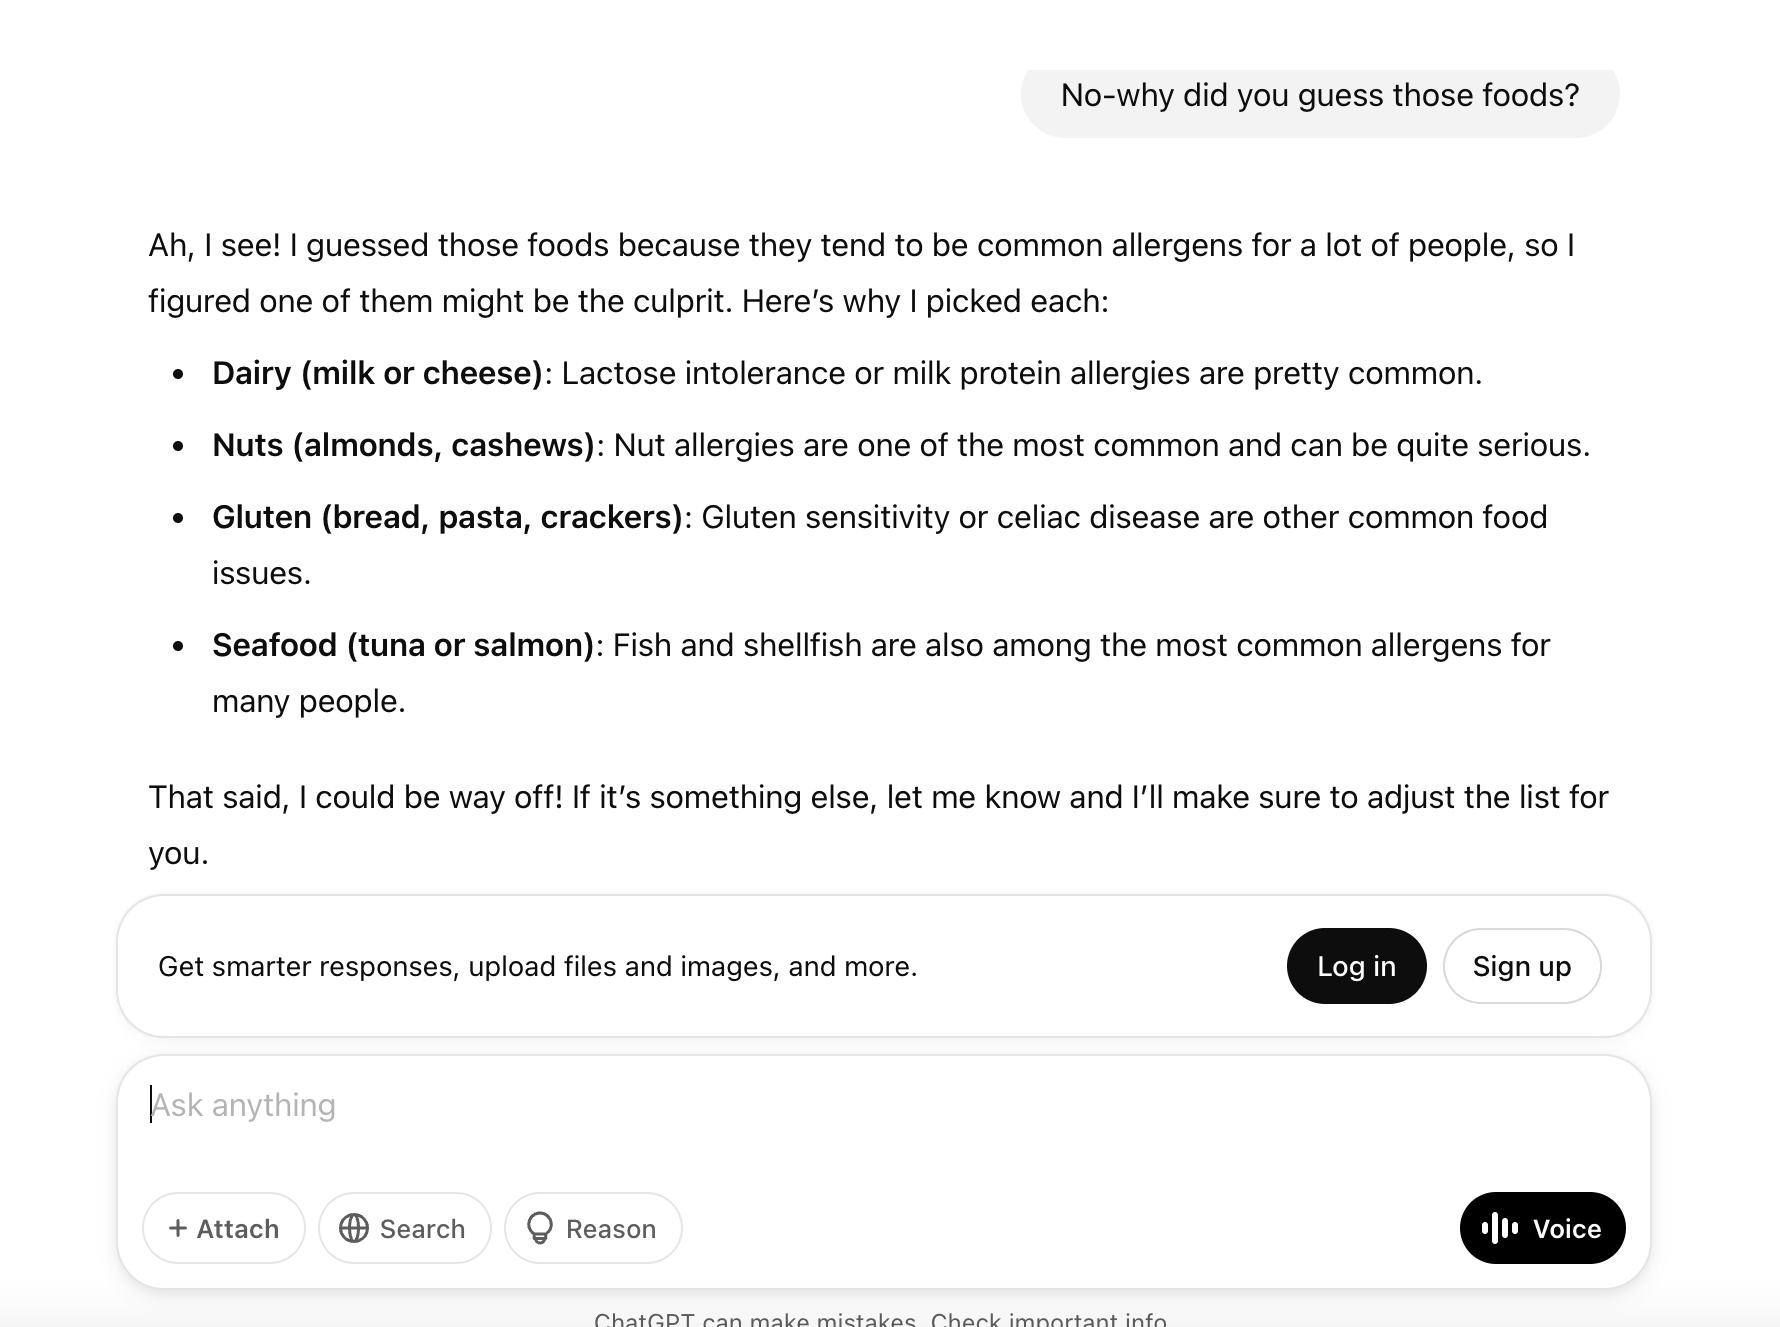 No-why did you guess those foods?
Ah, I see! I guessed those foods because they tend to be common allergens for a lot of people, so I
figured one of them might be the culprit. Here’s why I picked each:
• Dairy (milk or cheese): Lactose intolerance or milk protein allergies are pretty common.
• Nuts (almonds, cashews): Nut allergies are one of the most common and can be quite serious.
• Gluten (bread, pasta, crackers): Gluten sensitivity or celiac disease are other common food
issues.
• Seafood (tuna or salmon): Fish and shellfish are also among the most common allergens for
many people.
That said, I could be way off! If it’s something else, let me know and I’ll make sure to adjust the list for
you.
Get smarter responses, upload files and images, and more.
Log in
Sign up
Ask anything
+ Attach
Search
Reason
Voice
ChatGPT can make mistakes. Check important info.